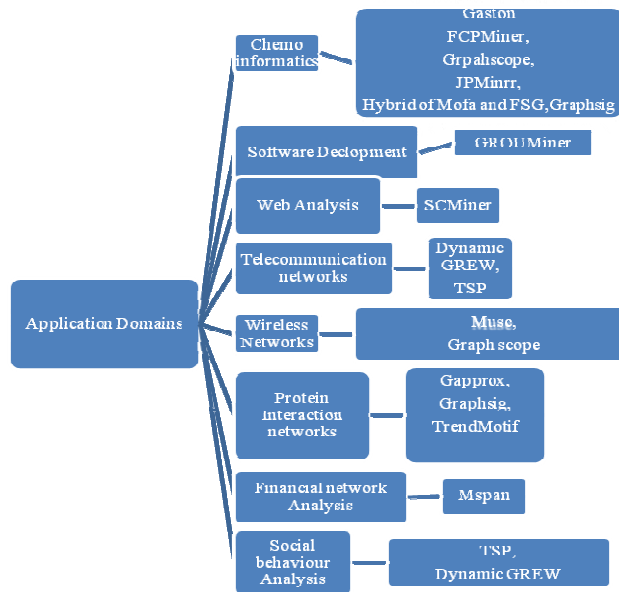 Application Domains
Chemo
informatics
Gaston
FCPMiner,
Grpahscope,
JPMinrr,
Hybrid of Mofa and FSG,Graphsig
Software Declopment
GROUMiner
Web Analysis
SCMiner
Telecommunication
networks
Dynamic
GREW,
TSP
Wireless
Networks
Muse,
Graph scope
Protein
Interaction
networks
Gapprox,
Graphsig,
TrendMotif
Financial network
Analysis
Mspan
Social
behaviour
Analysis
TSP,
Dynamic GREW